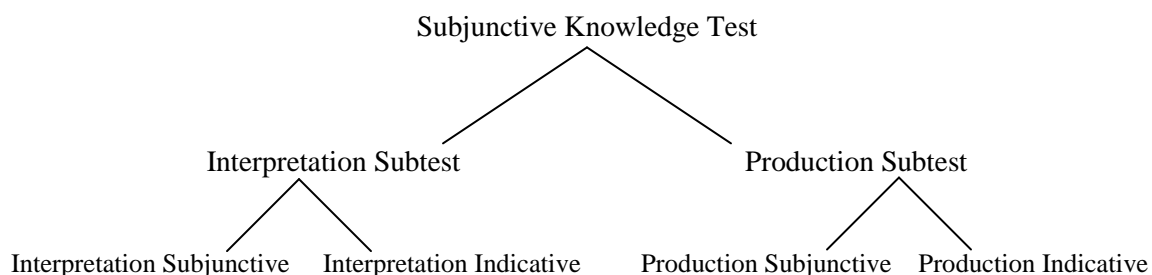 Subjunctive Knowledge Test
Interpretation Subtest Production Subtest
Interpretation Subjunctive Interpretation Indicative Production Subjunctive Production Indicative